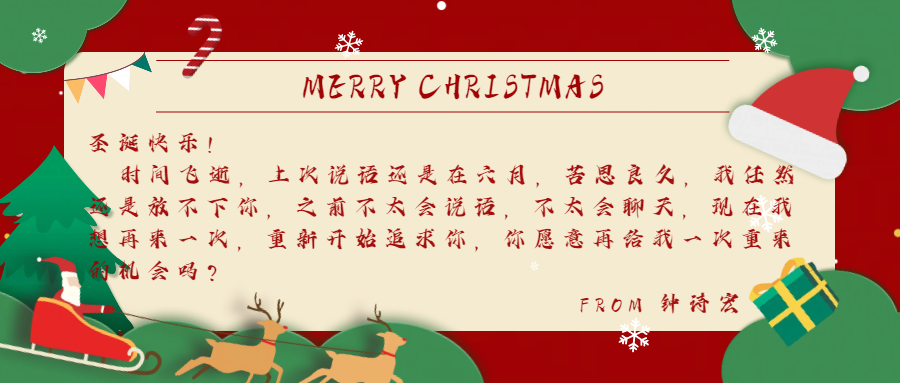 MERRY CHRISTMAS
圣诞快乐！
时间飞逝，上次说话还是在六月，苦思良久，我任然
还是放不下你，之前不太会说话，不太会聊天，现在我
想再来一次，重新开始追求你，你愿意再给我一次重来
的机会吗？
FROM 钟诗宏